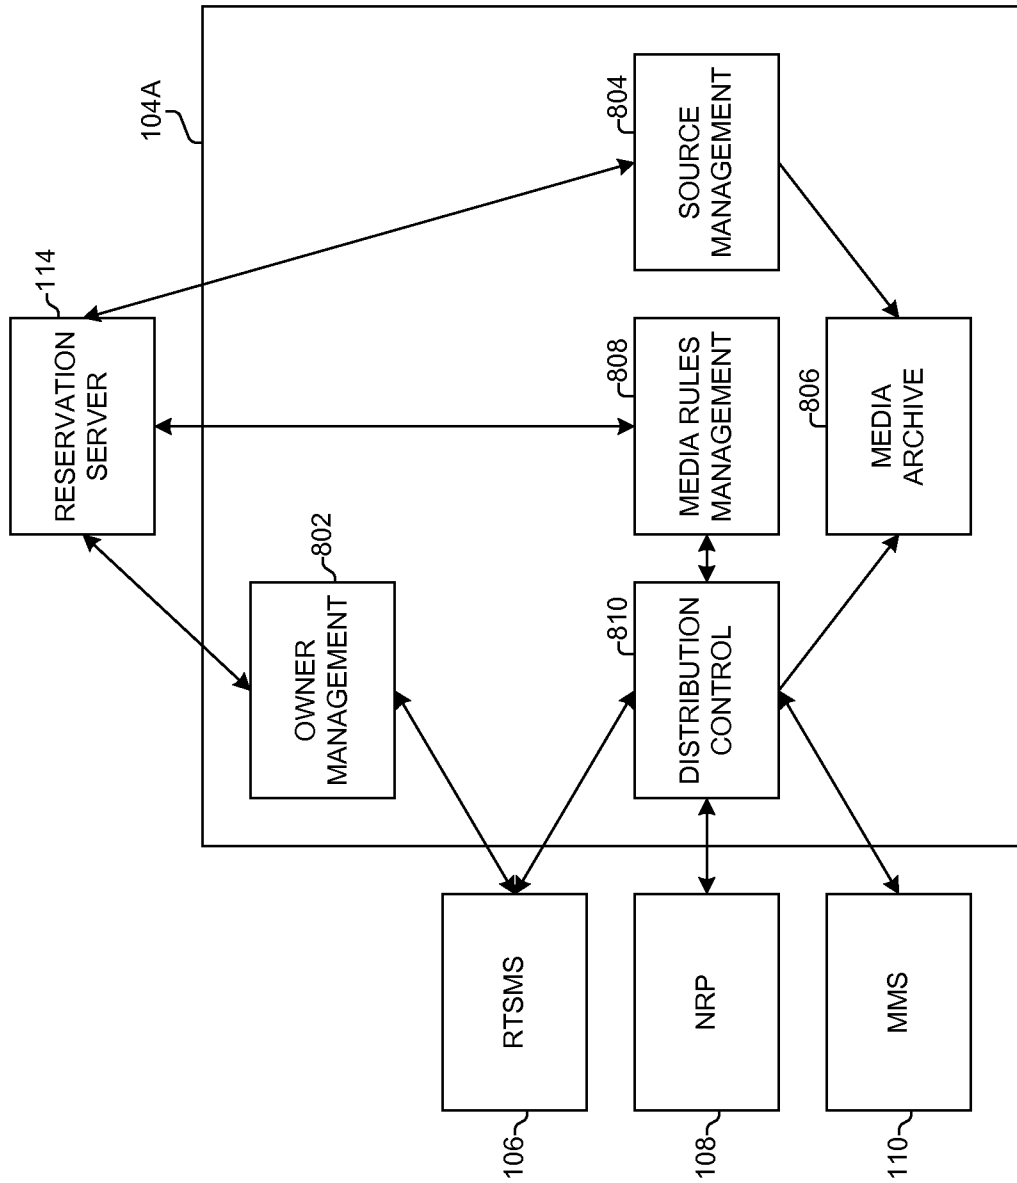 104A
114
RESERVATION
SERVER
804
SOURCE
MANAGEMENT
808
MEDIA RULES
MANAGEMENT
806
MEDIA
ARCHIVE
802
OWNER
MANAGEMENT
810
DISTRIBUTION
CONTROL
RTSMS
106
NRP
108
MMS
110